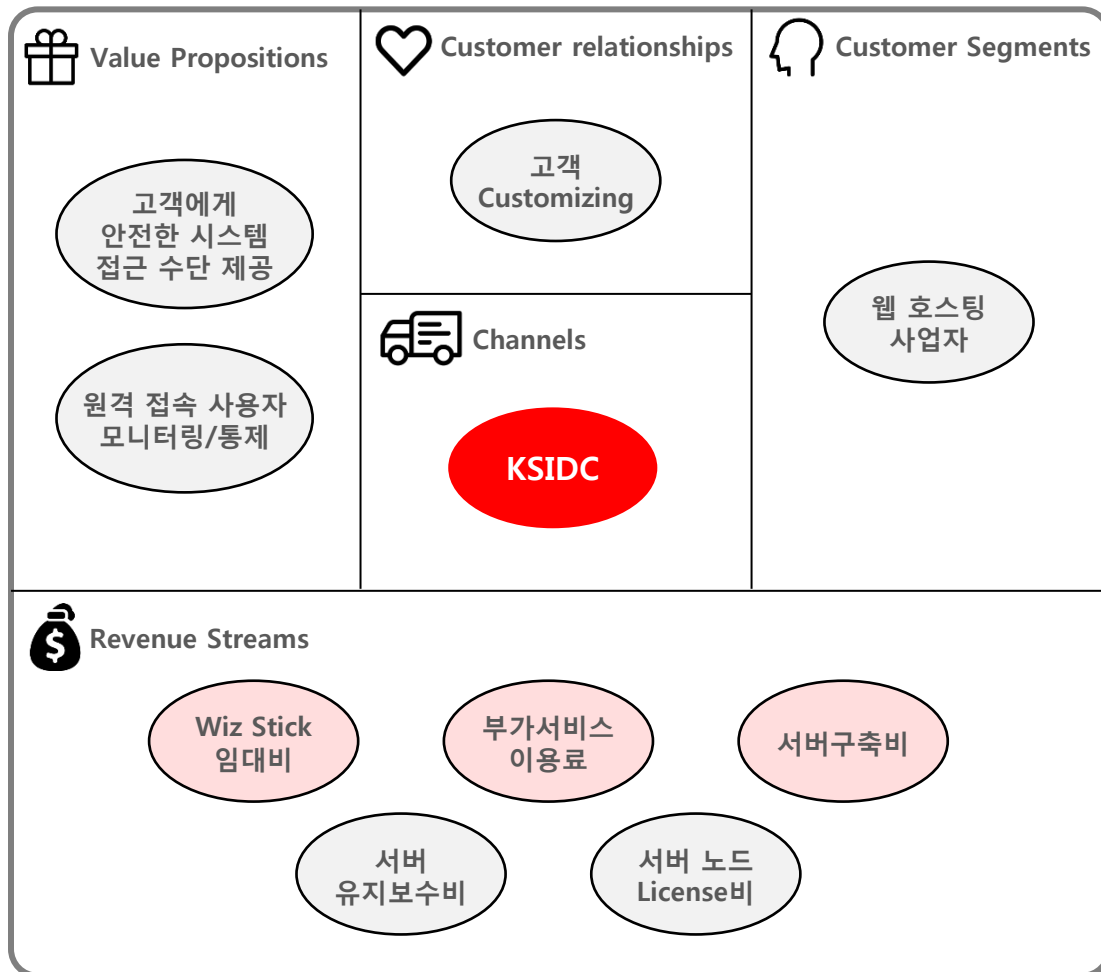 Value Propositions
고객에게
안전한 시스템
접근 수단 제공
원격 접속 사용자
모니터링/통제
Customer relationships
고객
Customizing
Channels
KSIDC
Customer Segments
웹 호스팅
사업자
$
Revenue Streams
Wiz Stick
임대비
부가서비스
이용료
서버구축비
서버
유지보수비
서버 노드
License비